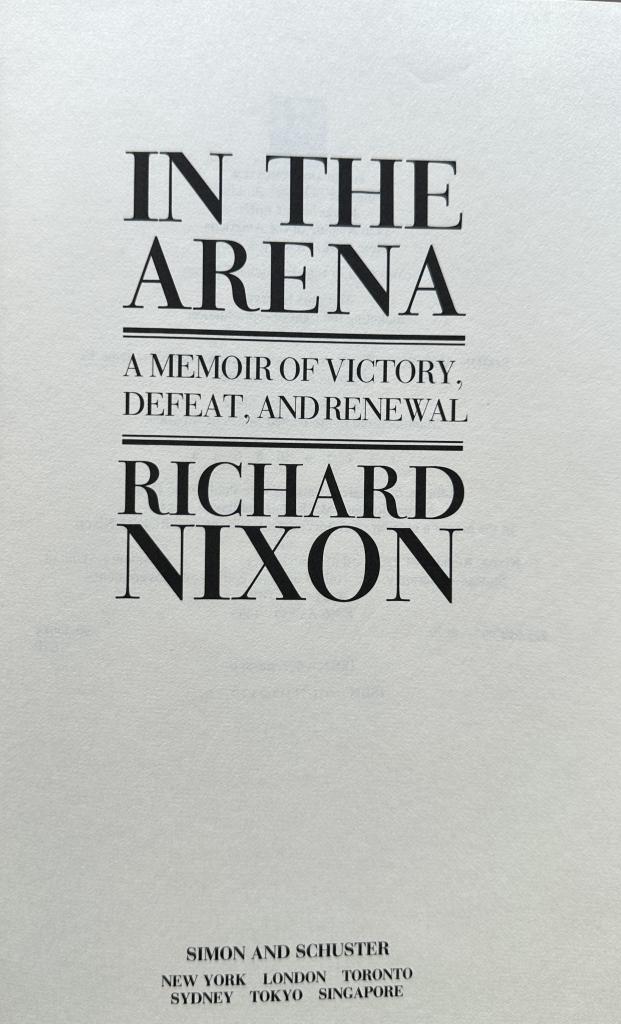 IN THE
ARENA
A MEMOIR OF VICTORY,
DEFEAT, AND RENEWAL
RICHARD
NIXON
SIMON AND SCHUSTER
NEW YORK LONDON TORONTO
SYDNEY TOKYO SINGAPORE